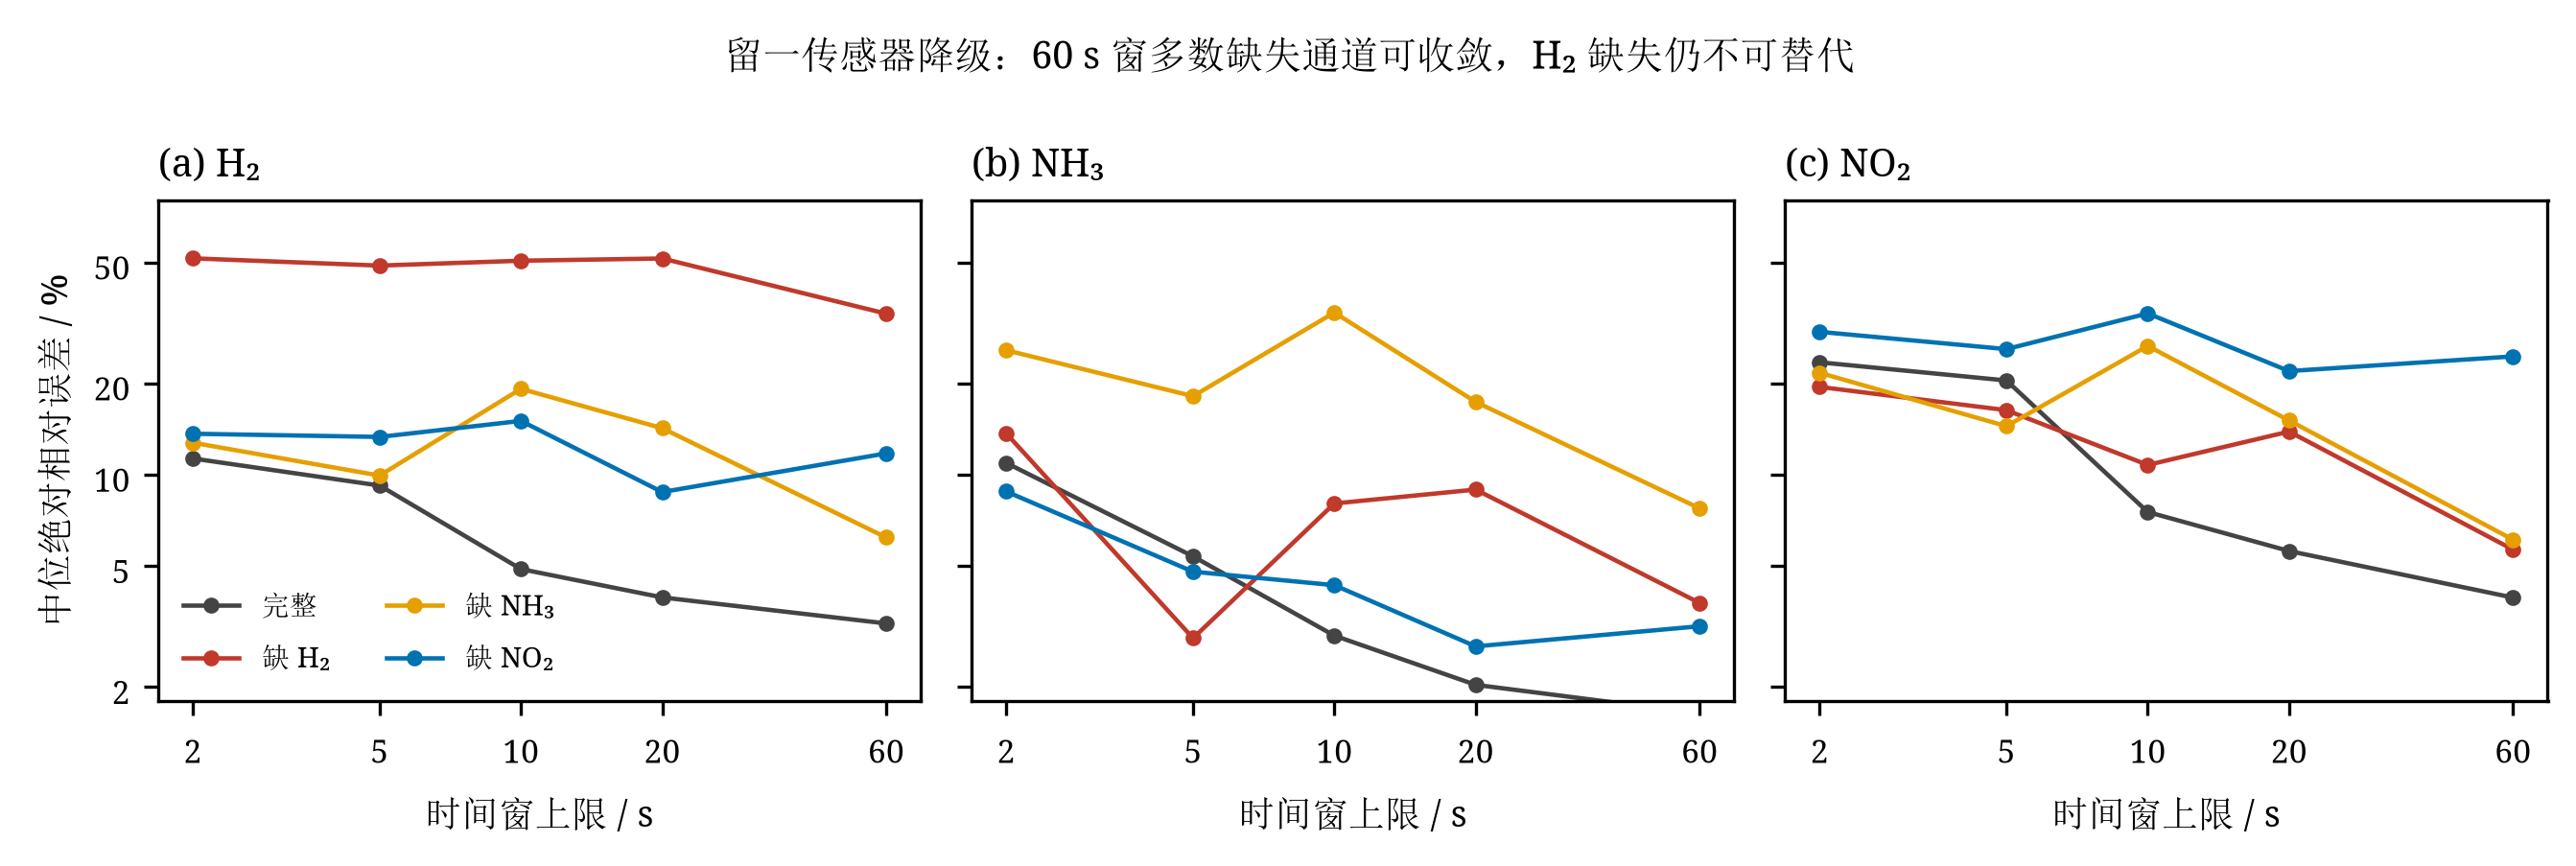 留一传感器降级：60 s 窗多数缺失通道可收敛，H₂ 缺失仍不可替代
(a) H₂
(b) NH₃
(c) NO₂
中位绝对相对误差 / %
50
20
10
5
2
完整
缺 NH₃
缺 H₂
缺 NO₂
2 5 10 20 60
2 5 10 20 60
2 5 10 20 60
时间窗上限 / s
时间窗上限 / s
时间窗上限 / s